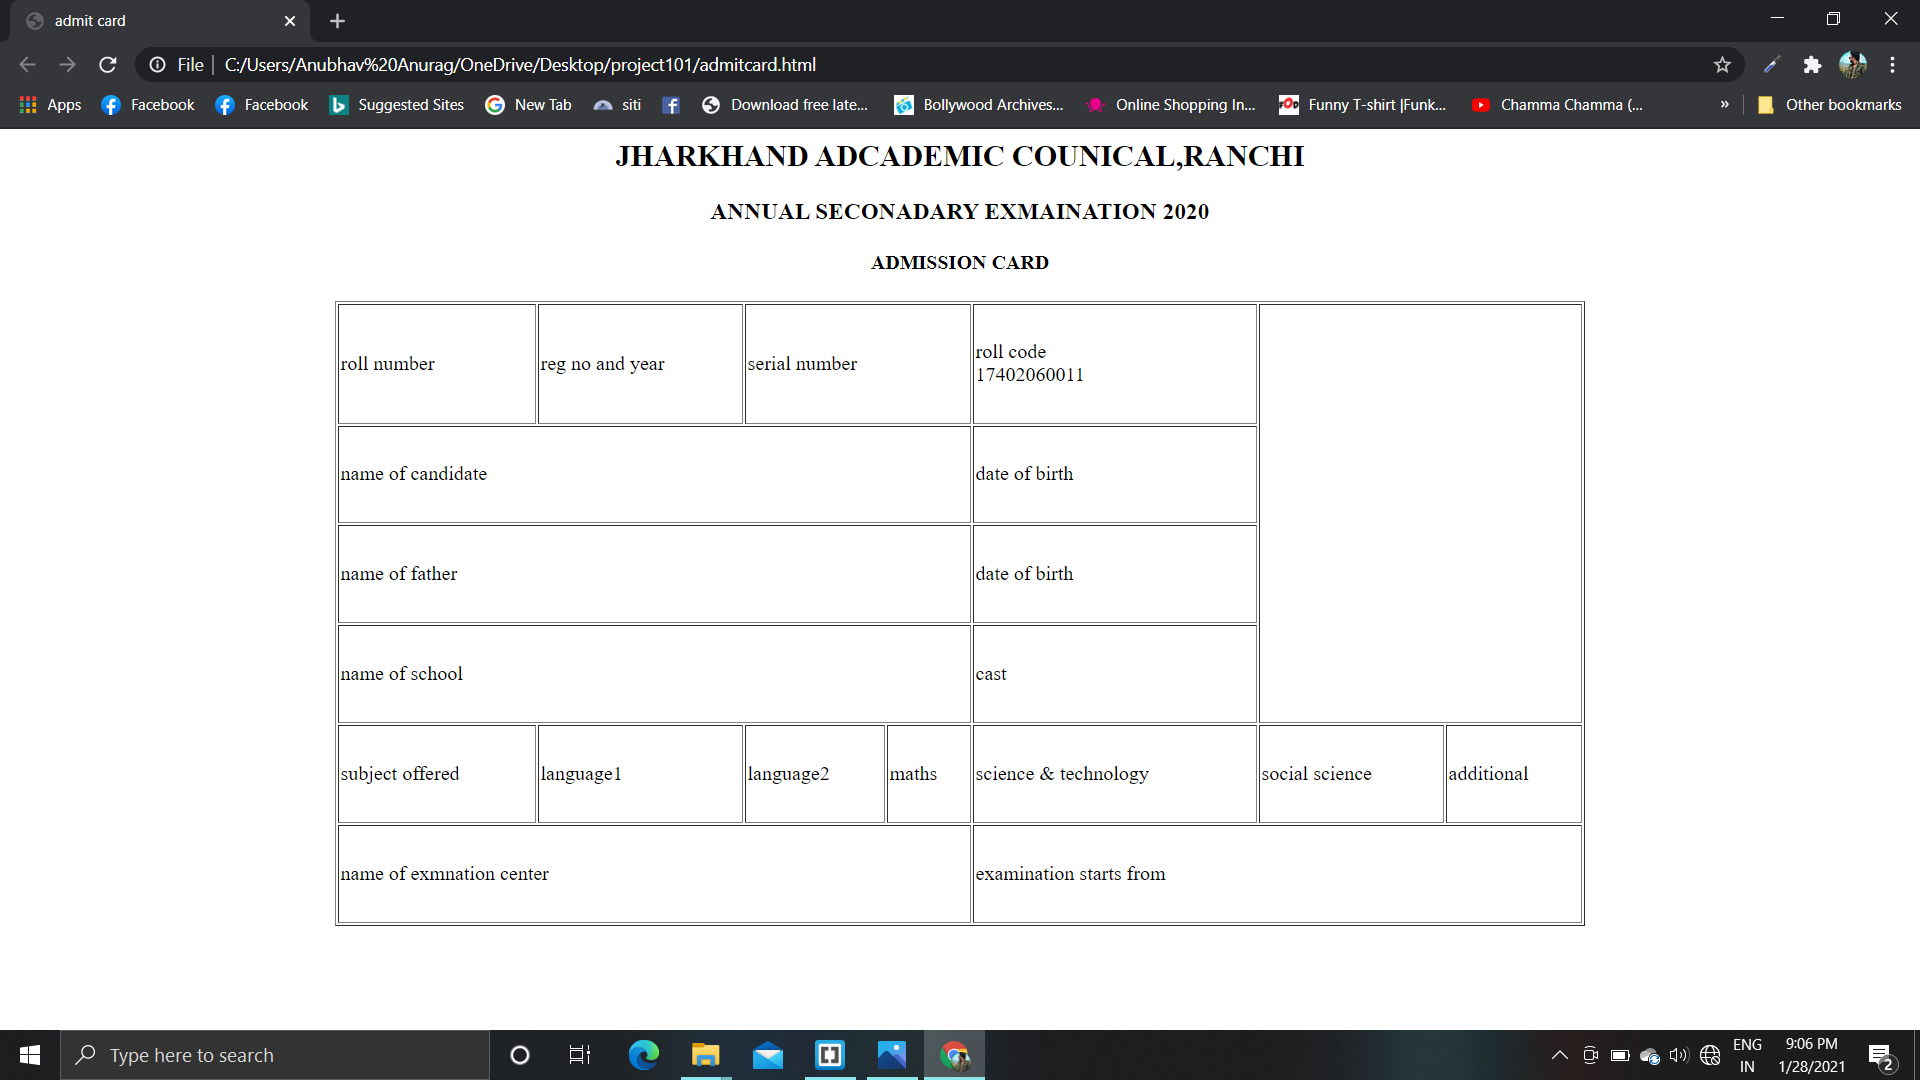 admit card
File
C:/Users/Anubhav%20Anurag/OneDrive/Desktop/project101/admitcard.html
Apps
Facebook
Facebook
Suggested Sites
New Tab
siti
Download free late...
Bollywood Archives...
Online Shopping In...
Funny T-shirt |Funk...
Chamma Chamma (...
»
Other bookmarks
JHARKHAND ADCADEMIC COUNICAL,RANCHI
ANNUAL SECONADARY EXMAINATION 2020
ADMISSION CARD
roll number
reg no and year
serial number
roll code
17402060011
name of candidate
date of birth
name of father
date of birth
name of school
cast
subject offered
language1
language2
maths
science & technology
social science
additional
name of exmnation center
examination starts from
Type here to search
ENG
IN
9:06 PM
1/28/2021
2